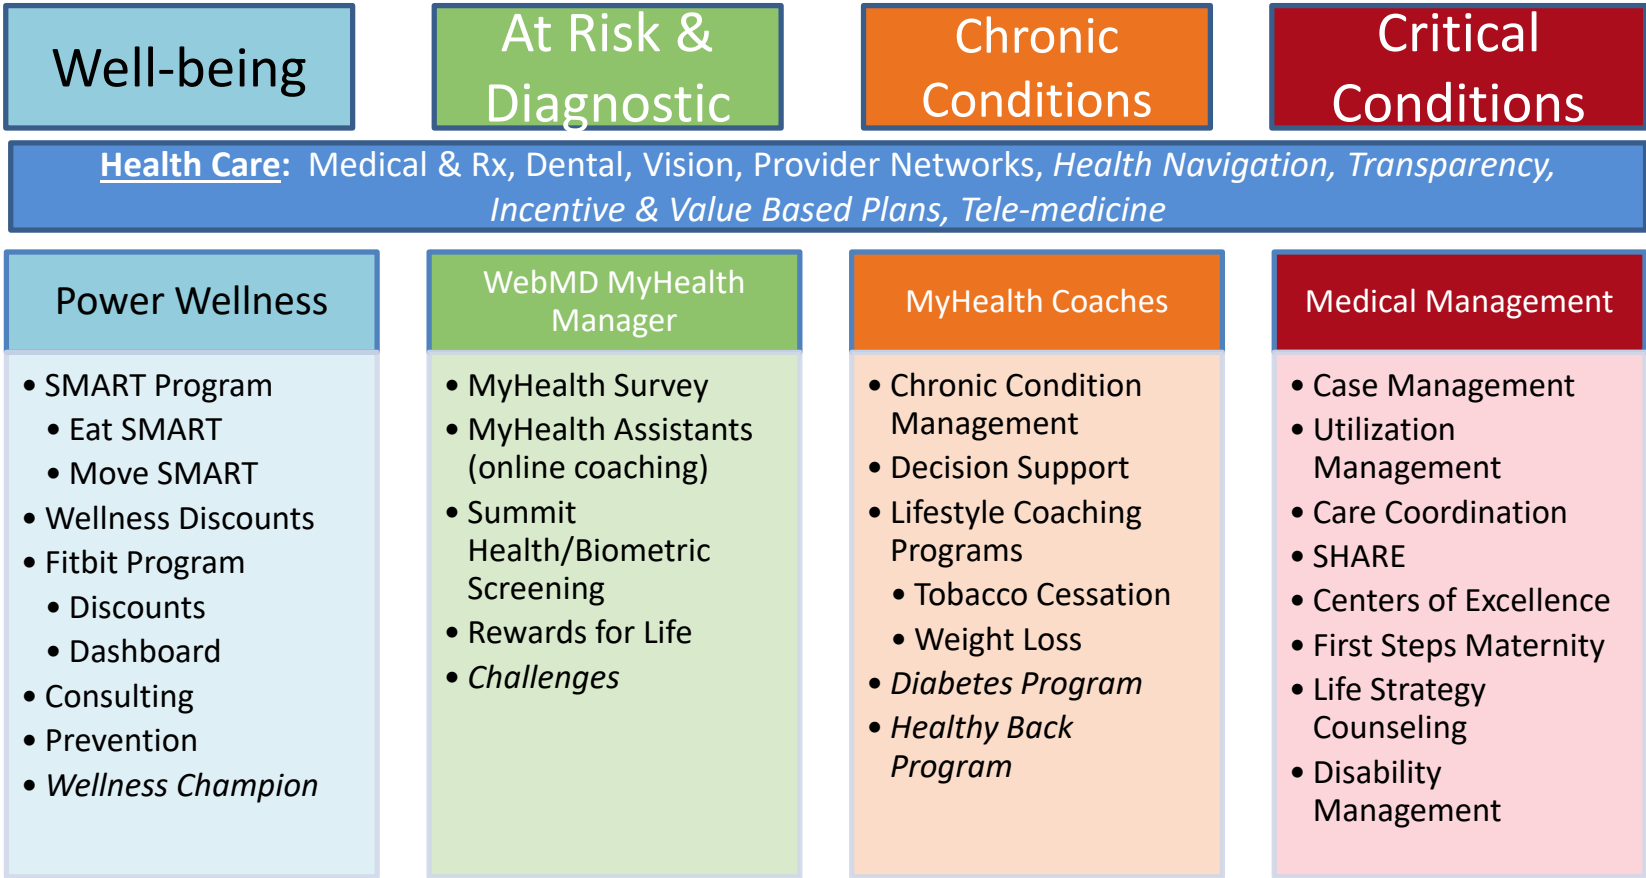 Well-being
At Risk &
Diagnostic
Chronic
Conditions
Critical
Conditions
Health Care: Medical & Rx, Dental, Vision, Provider Networks, Health Navigation, Transparency,
Incentive & Value Based Plans, Tele-medicine
Power Wellness
• SMART Program
• Eat SMART
• Move SMART
• Wellness Discounts
• Fitbit Program
• Discounts
• Dashboard
• Consulting
• Prevention
• Wellness Champion
WebMD MyHealth
Manager
• MyHealth Survey
• MyHealth Assistants
(online coaching)
• Summit
Health/Biometric
Screening
• Rewards for Life
• Challenges
MyHealth Coaches
• Chronic Condition
Management
• Decision Support
• Lifestyle Coaching
Programs
• Tobacco Cessation
• Weight Loss
• Diabetes Program
• Healthy Back
Program
Medical Management
• Case Management
• Utilization
Management
• Care Coordination
• SHARE
• Centers of Excellence
• First Steps Maternity
• Life Strategy
Counseling
• Disability
Management